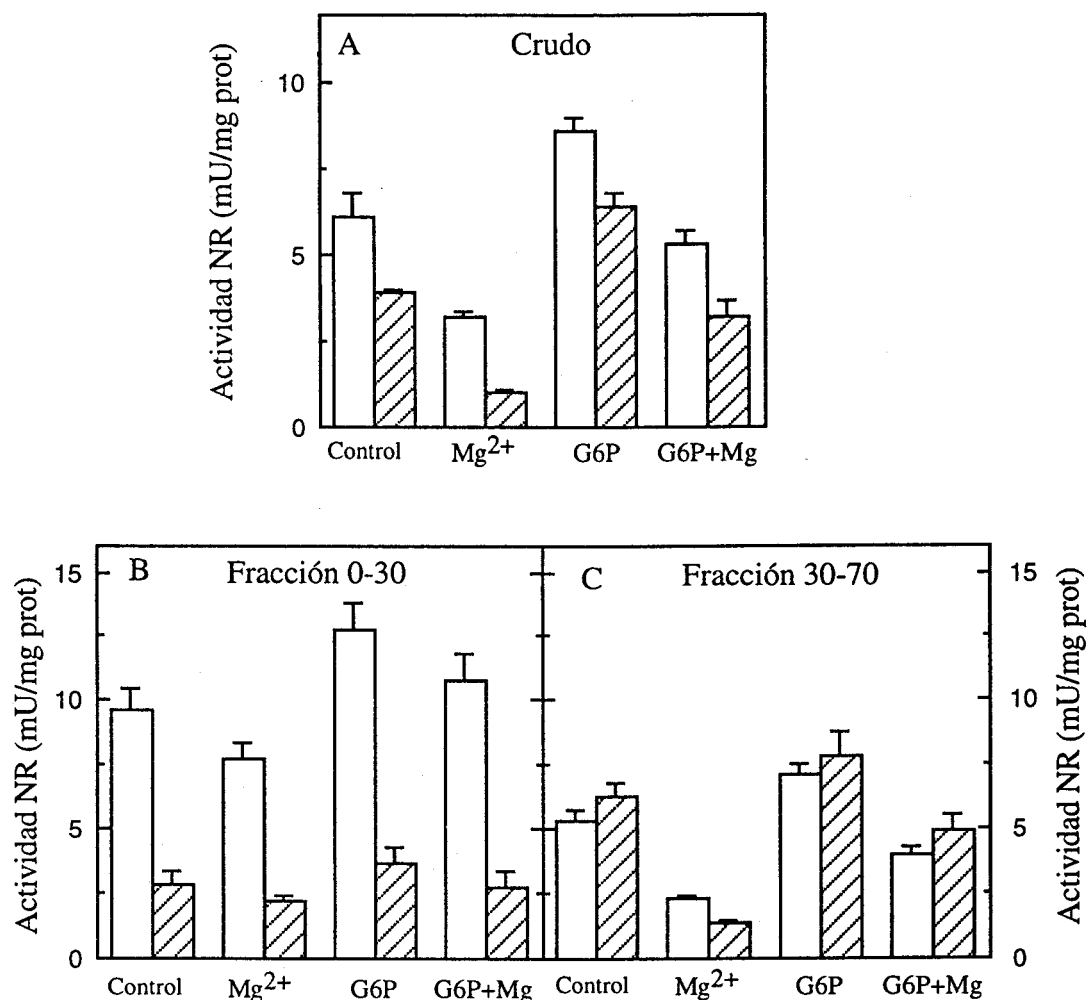 A Crudo
Actividad NR (mU/mg prot)
10
5
0
Control Mg2+ G6P G6P+Mg
B Fracción 0-30
C Fracción 30-70
Actividad NR (mU/mg prot)
15
10
5
0
15
10
5
0
Actividad NR (mU/mg prot)
Control Mg2+ G6P G6P+Mg Control Mg2+ G6P G6P+Mg